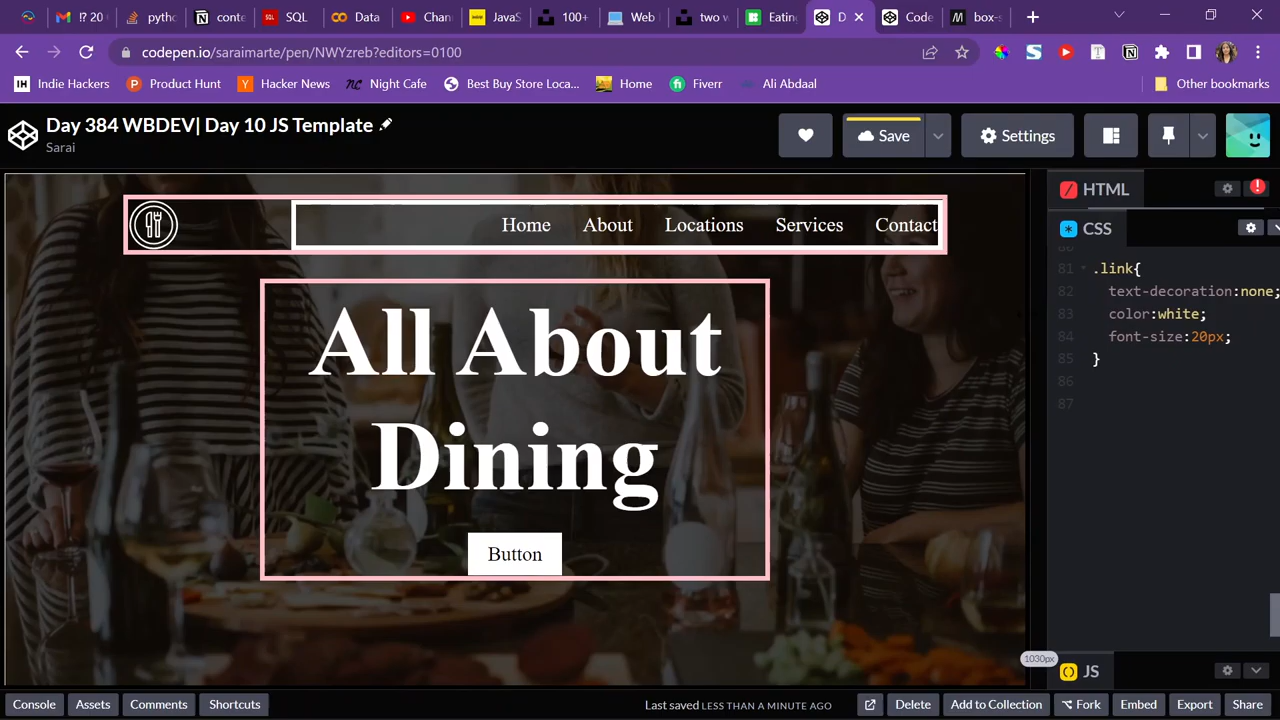 !? 20
pyth
conte
SQL
Data
Chan
JavaS
100+
Web
two w
Eatin
D
Code
box-s
codepen.io/saraimarte/pen/NWYzreb?editors=0100
Indie Hackers
Product Hunt
Hacker News
Night Cafe
Best Buy Store Loca...
Home
Fiverr
Ali Abdaal
Other bookmarks
Day 384 WBDEV| Day 10 JS Template
Sarai
Save
Settings
Home About Locations Services Contact
All About
Dining
Button
HTML
CSS
81 .link{
82 text-decoration:none;
83 color:white;
84 font-size:20px;
85 }
86
87
1030px
JS
Console
Assets
Comments
Shortcuts
Last saved LESS THAN A MINUTE AGO
Delete
Add to Collection
Fork
Embed
Export
Share